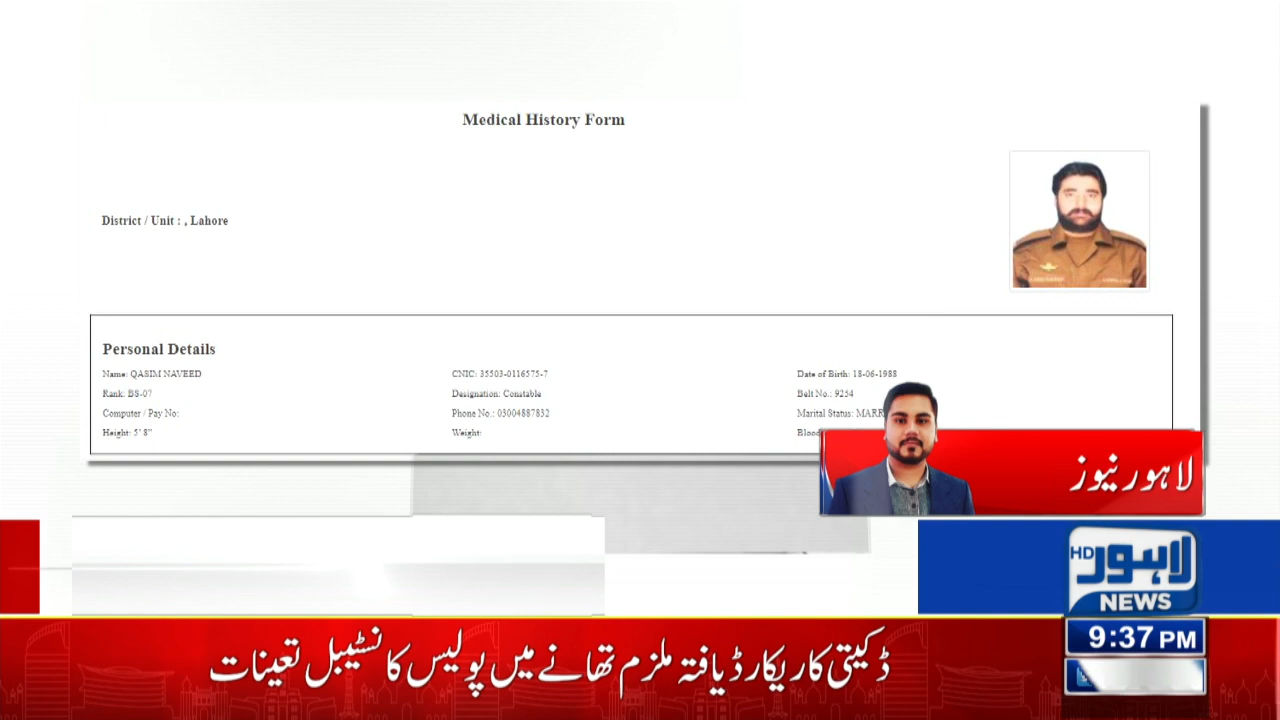 Medical History Form
District / Unit : , Lahore
Personal Details
Name: QASIM NAVEED CNIC: 35503-0116575-7 Date of Birth: 18-06-1988
Rank: BS-07 Designation: Constable Belt No.: 9254
Computer / Pay No: Phone No.: 03004887832 Marital Status: MARR
Height: 5' 8" Weight: Blood
لاہور نیوز
HD لاہور
NEWS
9:37 PM
ڈکیتی کا ریکارڈ یافتہ ملزم تھانے میں پولیس کانسٹیبل تعینات